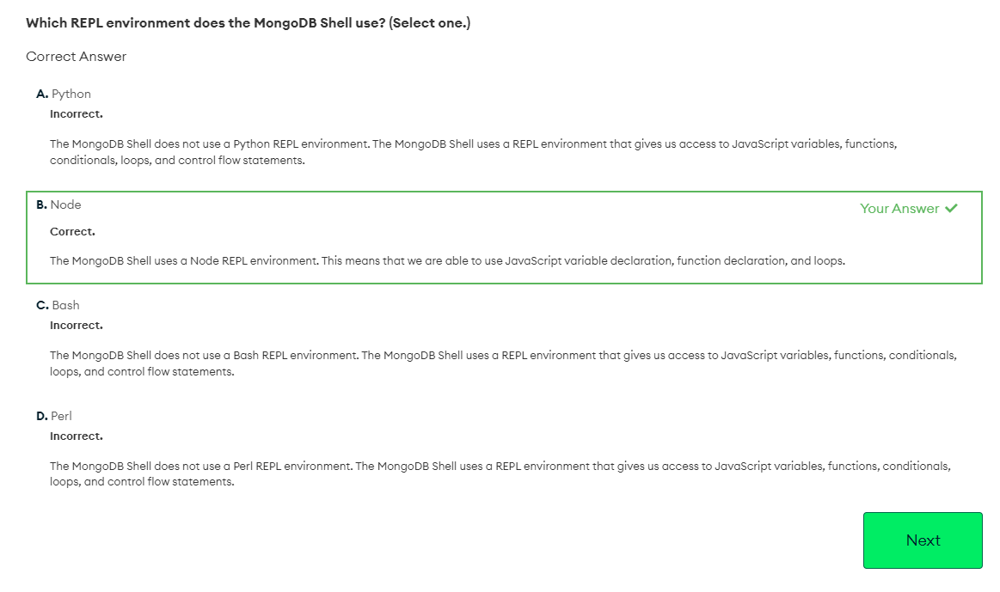 Which REPL environment does the MongoDB Shell use? (Select one.)
Correct Answer
A. Python
Incorrect.
The MongoDB Shell does not use a Python REPL environment. The MongoDB Shell uses a REPL environment that gives us access to JavaScript variables, functions,
conditionals, loops, and control flow statements.
B. Node
Your Answer ✓
Correct.
The MongoDB Shell uses a Node REPL environment. This means that we are able to use JavaScript variable declaration, function declaration, and loops.
C. Bash
Incorrect.
The MongoDB Shell does not use a Bash REPL environment. The MongoDB Shell uses a REPL environment that gives us access to JavaScript variables, functions, conditionals,
loops, and control flow statements.
D. Perl
Incorrect.
The MongoDB Shell does not use a Perl REPL environment. The MongoDB Shell uses a REPL environment that gives us access to JavaScript variables, functions, conditionals,
loops, and control flow statements.
Next